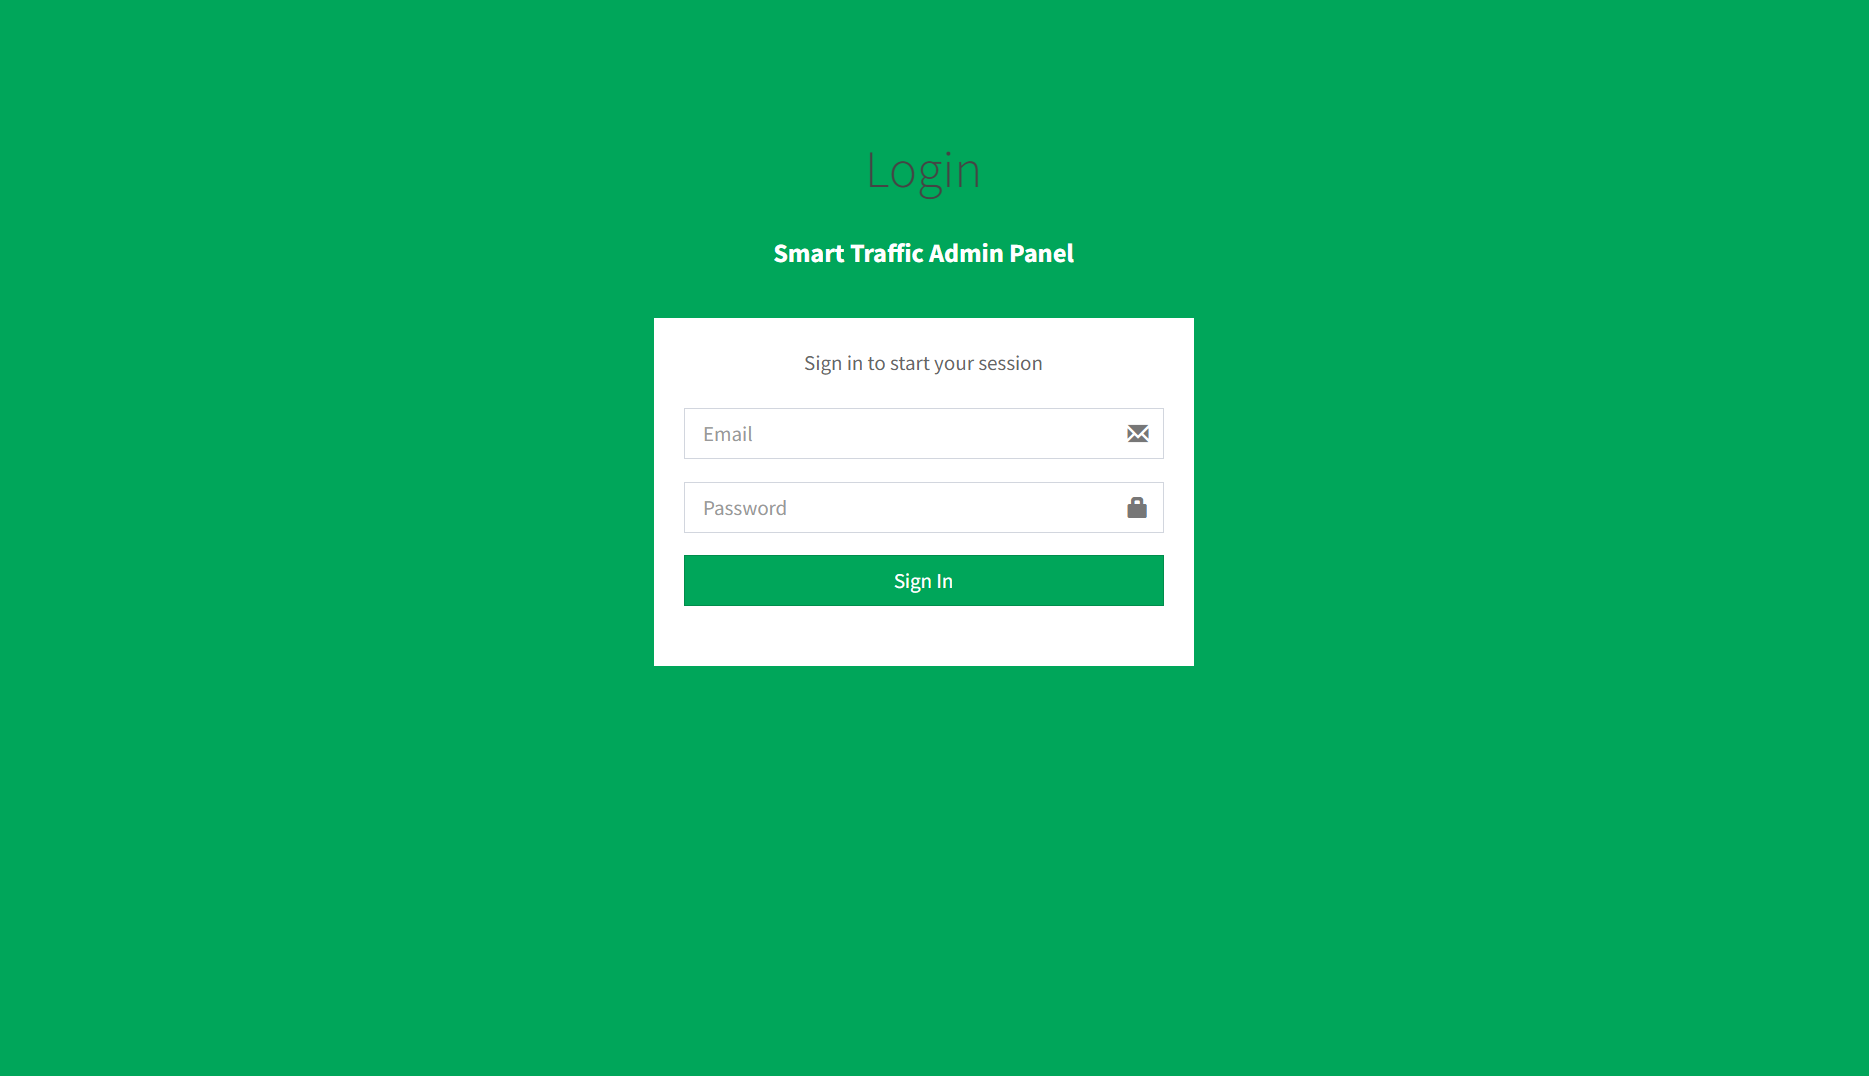 Login
Smart Traffic Admin Panel
Sign in to start your session
Email
Password
Sign In